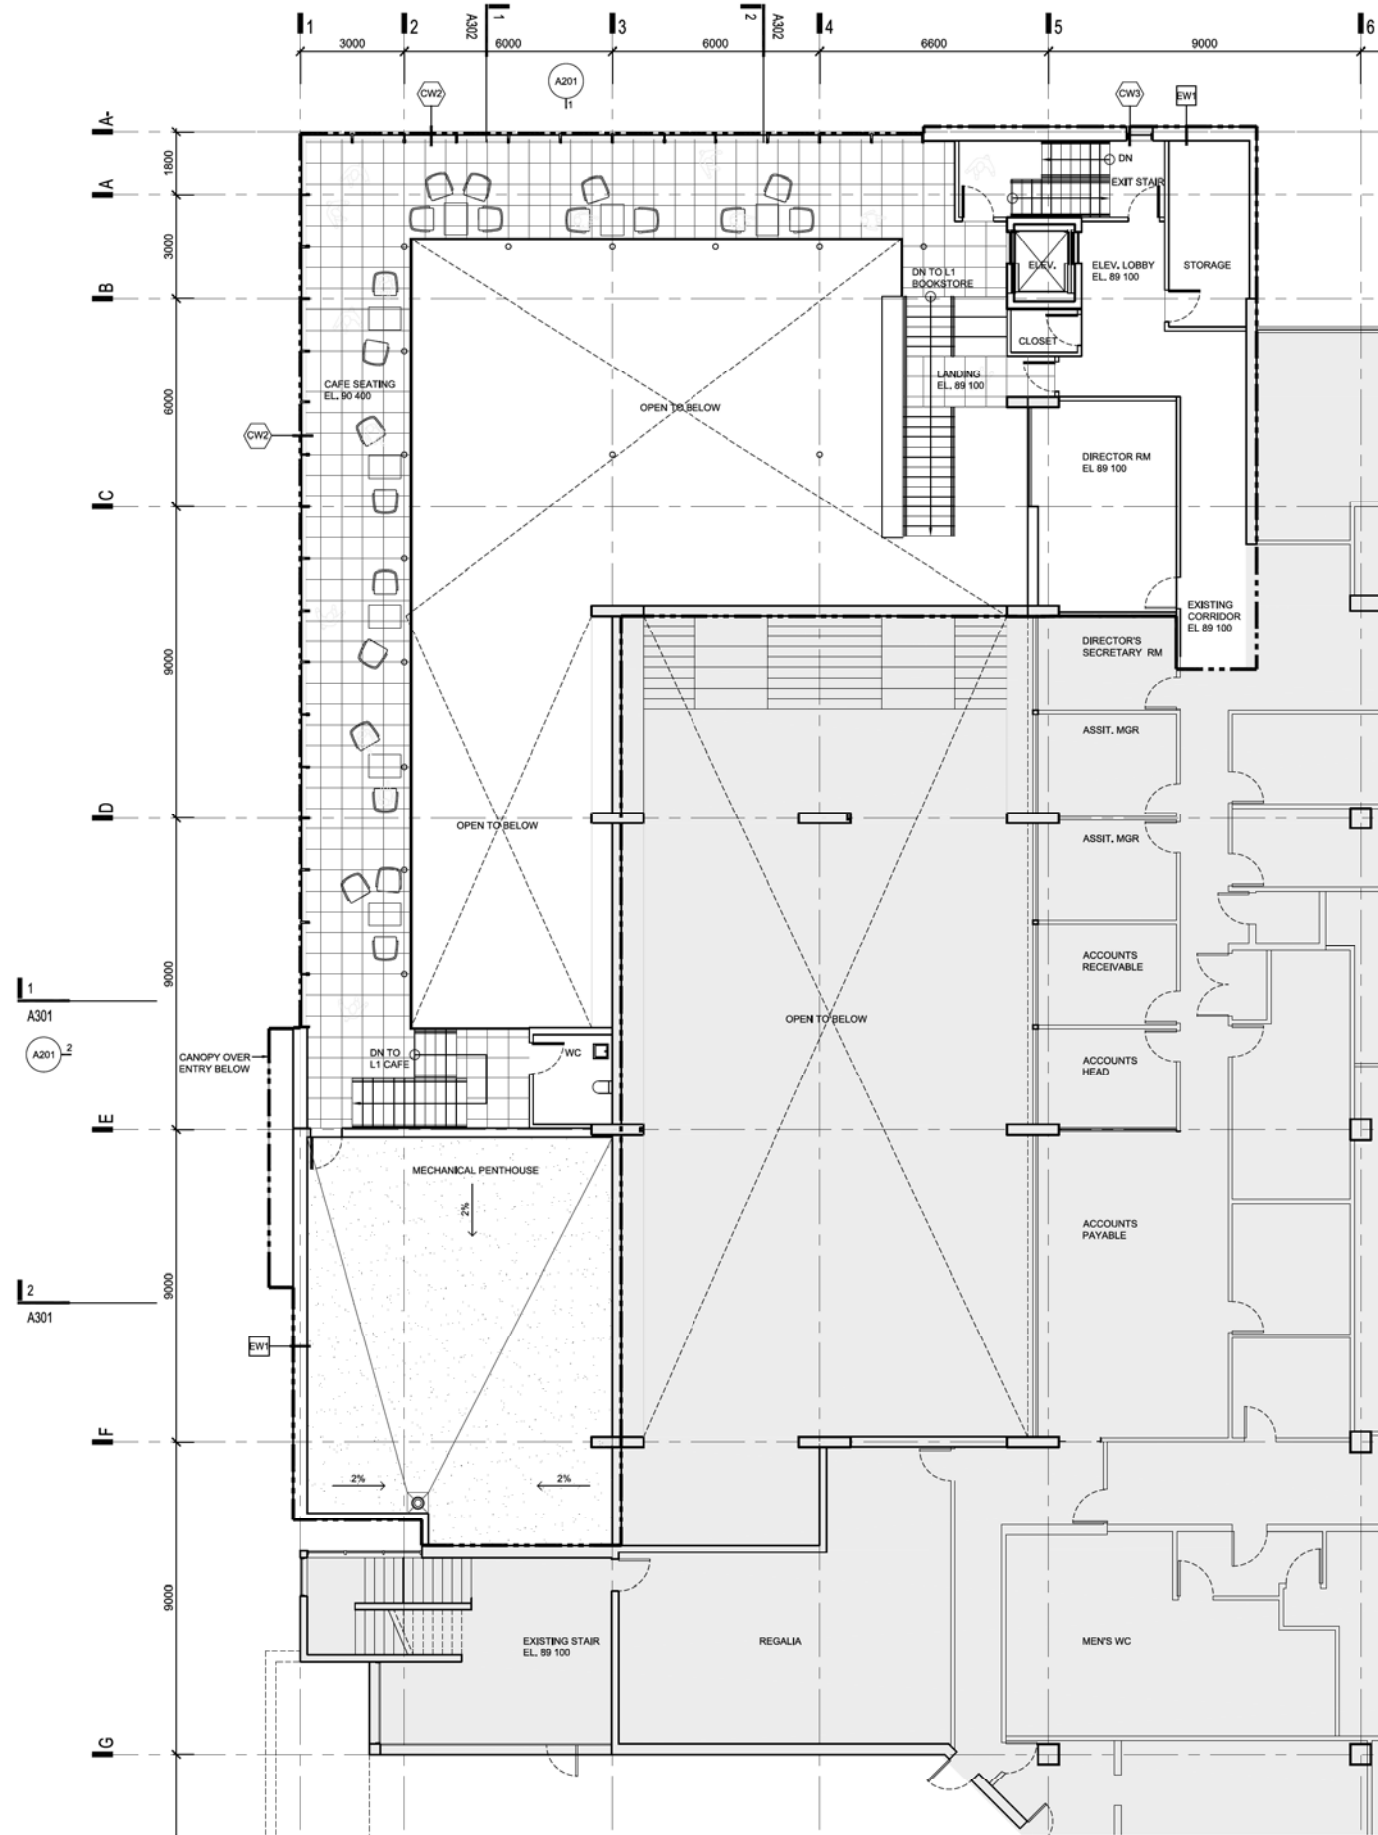 1
2
1
A302
3
2
A302
4
5
6
3000
6000
6000
6600
9000
A201
1
CW2
CW3
EW1
A-
1800
A
3000
B
6000
C
9000
D
9000
E
9000
F
9000
G
DN
EXIT STAIR
ELEV.
ELEV. LOBBY
EL. 89 100
STORAGE
DN TO L1
BOOKSTORE
CLOSET
LANDING
EL. 89 100
CAFE SEATING
EL. 90 400
OPEN TO BELOW
CW2
DIRECTOR RM
EL 89 100
EXISTING
CORRIDOR
EL 89 100
DIRECTOR'S
SECRETARY RM
ASSIT. MGR
OPEN TO BELOW
ASSIT. MGR
ACCOUNTS
RECEIVABLE
1
A301
A201
2
OPEN TO BELOW
CANOPY OVER
ENTRY BELOW
DN TO
L1 CAFE
WC
ACCOUNTS
HEAD
MECHANICAL PENTHOUSE
2%
ACCOUNTS
PAYABLE
2
A301
EW1
2%
2%
EXISTING STAIR
EL. 89 100
REGALIA
MEN'S WC